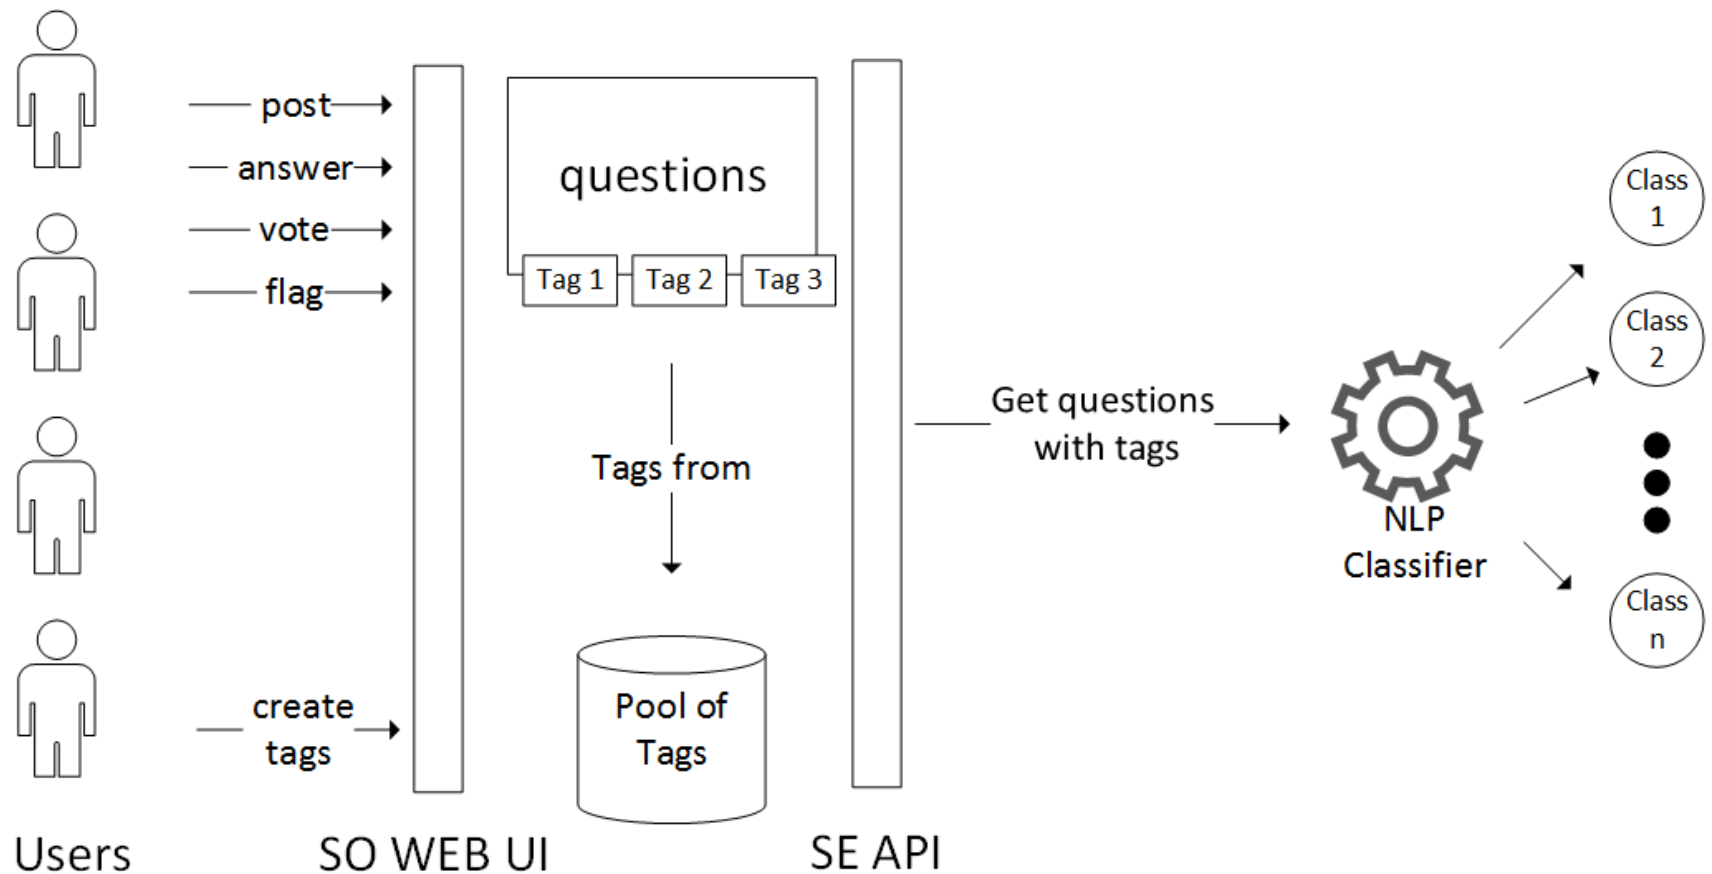 post
answer
vote
flag
create
tags
Users
SO WEB UI
questions
Tag 1
Tag 2
Tag 3
Tags from
Pool of
Tags
SE API
Get questions
with tags
NLP
Classifier
Class
1
Class
2
Class
n